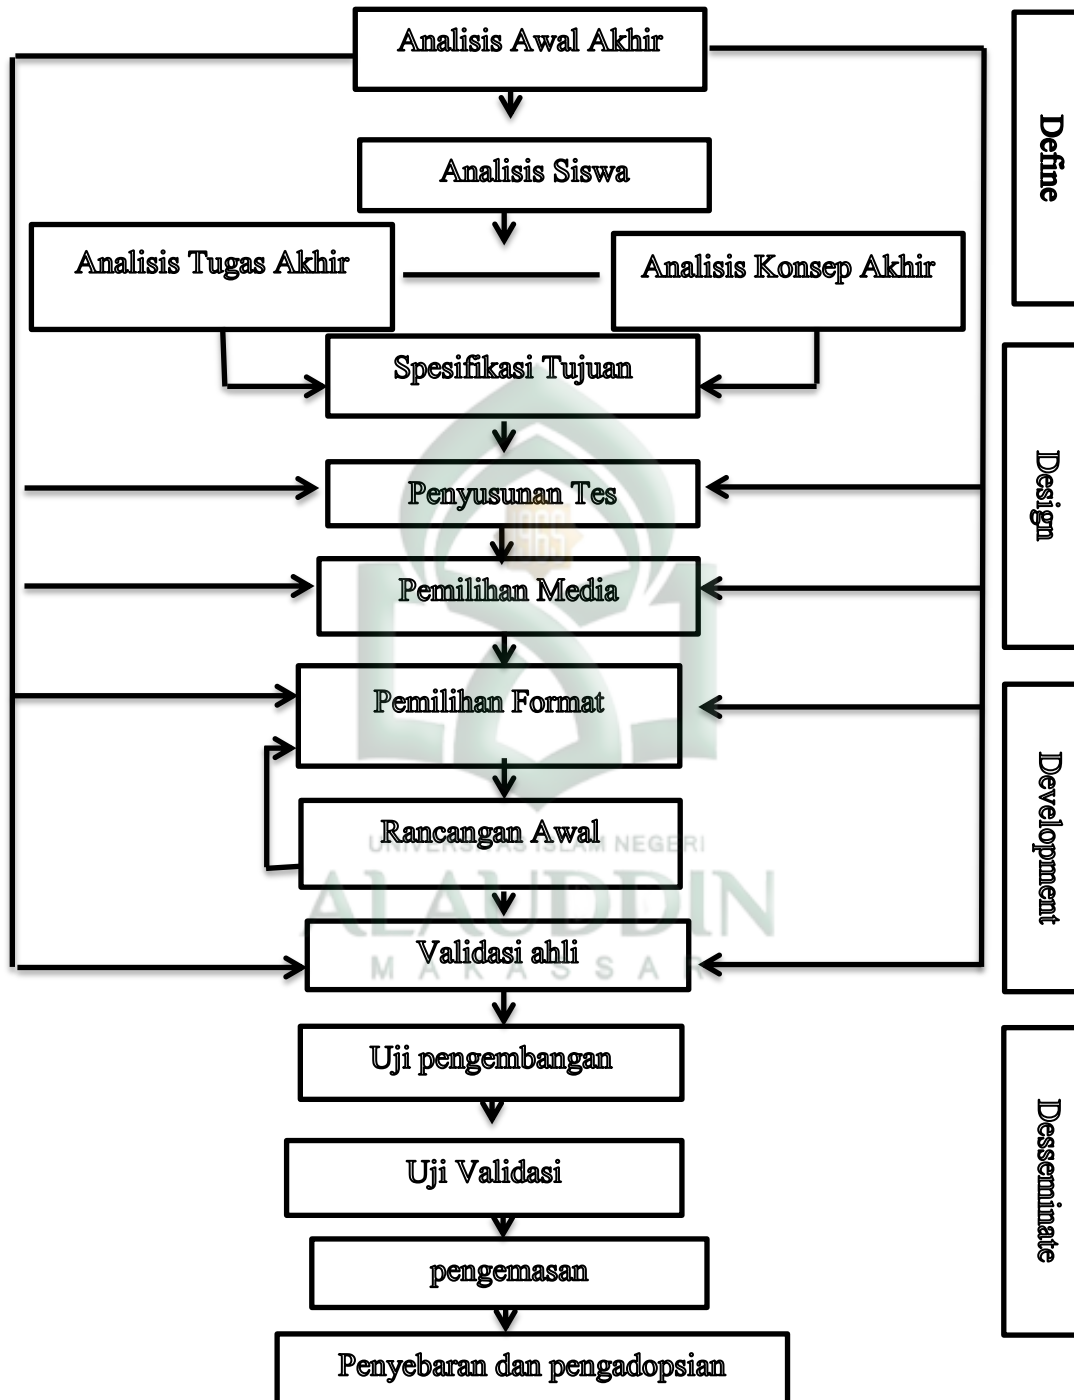 Analisis Awal Akhir
Define
Analisis Siswa
Analisis Tugas Akhir
Analisis Konsep Akhir
Spesifikasi Tujuan
Design
Penyusunan Tes
1965
Pemilihan Media
Pemilihan Format
Development
Rancangan Awal
UNIVERSITAS ISLAM NEGERI
ALAUDDIN
Validasi ahli
MAKASSAR
Uji pengembangan
Desseminate
Uji Validasi
pengemasan
Penyebaran dan pengadopsian